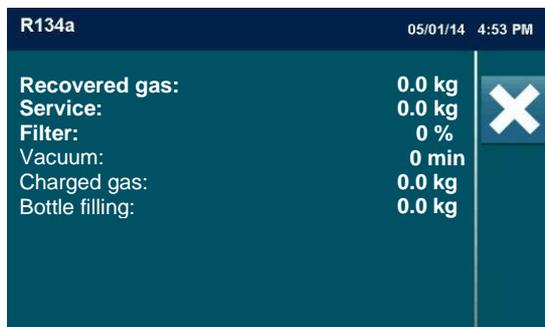 R134a 05/01/14 4:53 PM
Recovered gas: 0.0 kg
Service: 0.0 kg
Filter: 0 %
Vacuum: 0 min
Charged gas: 0.0 kg
Bottle filling: 0.0 kg